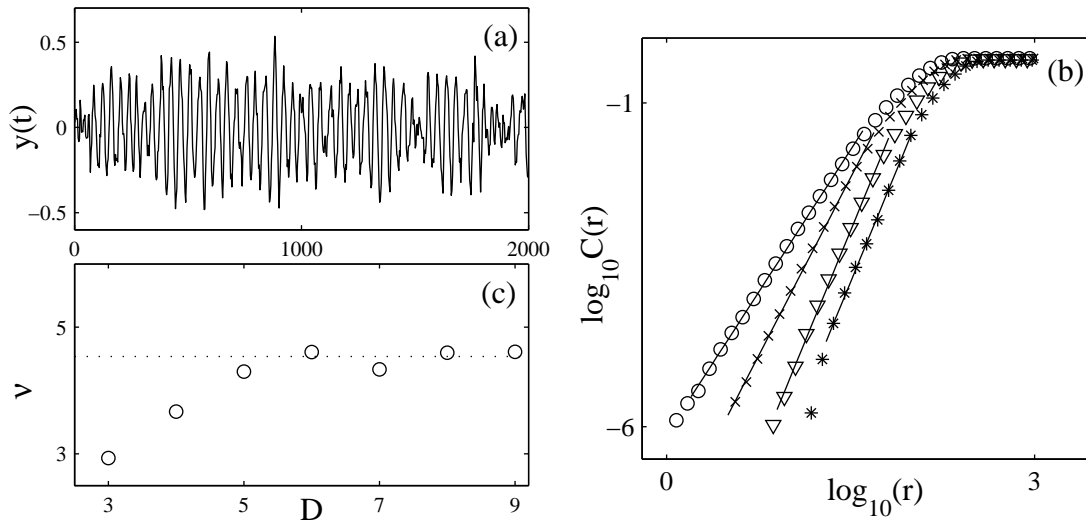 (a)
0.5
0
−0.5
y(t)
0 1000 2000
(c)
5
3
ν
3 5 7 9
D
(b)
−1
−6
log10C(r)
0 3
log10(r)